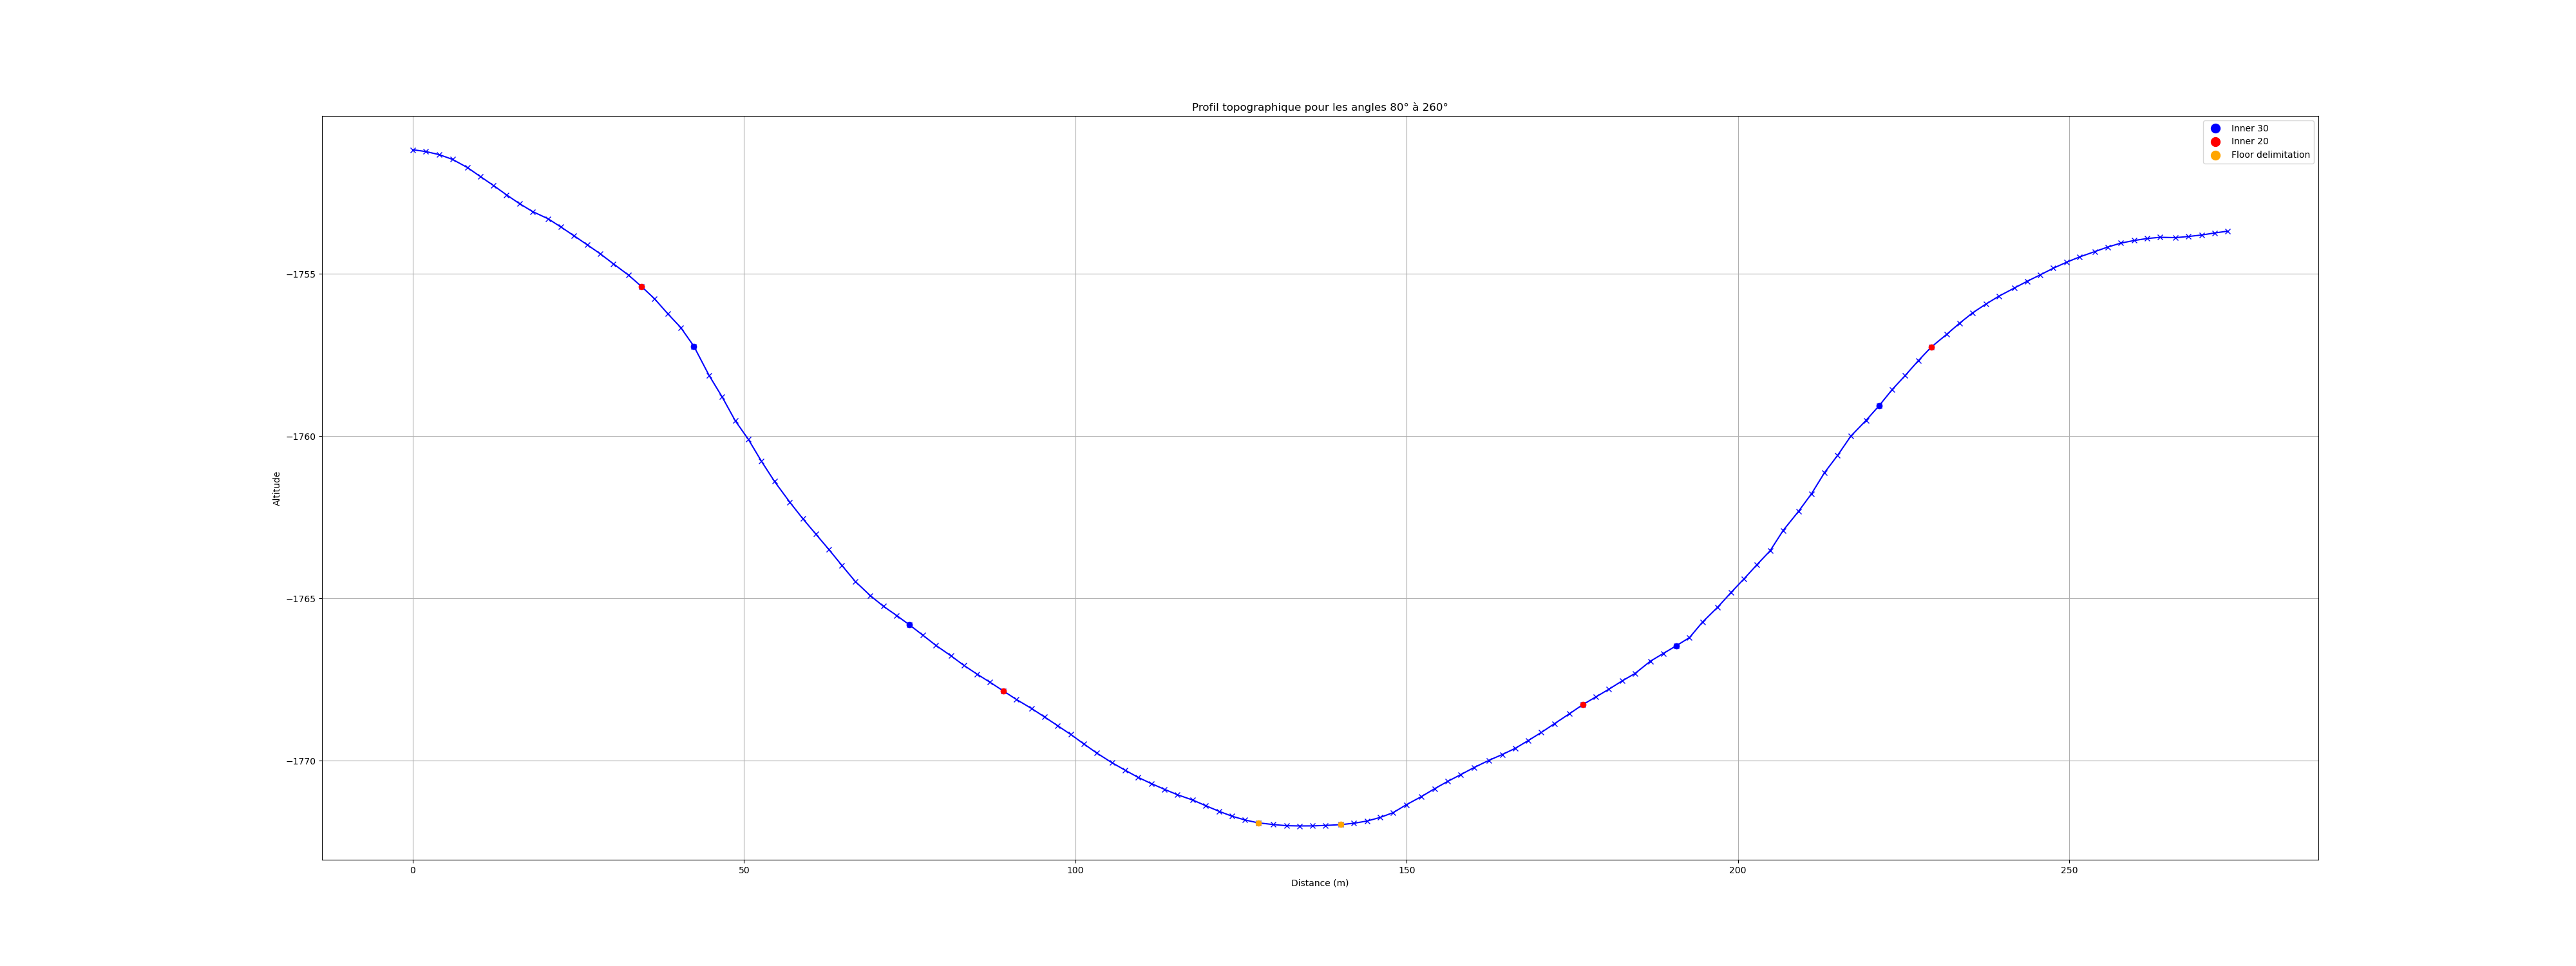 Profil topographique pour les angles 80° à 260°
Inner 30
Inner 20
Floor delimitation
Altitude
−1755
−1760
−1765
−1770
0 50 100 150 200 250
Distance (m)